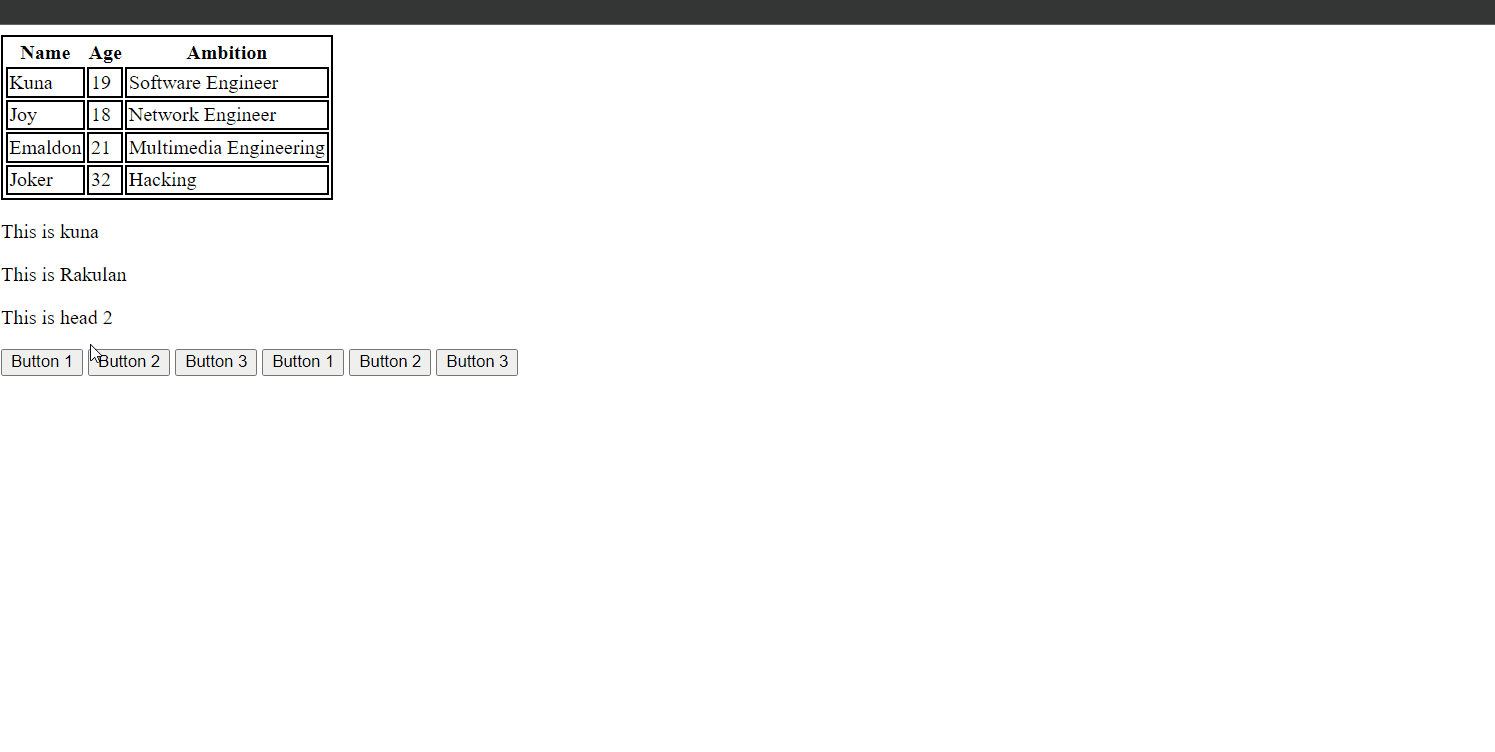 Name Age Ambition
Kuna 19 Software Engineer
Joy 18 Network Engineer
Emaldon 21 Multimedia Engineering
Joker 32 Hacking
This is kuna
This is Rakulan
This is head 2
Button 1 Button 2 Button 3 Button 1 Button 2 Button 3